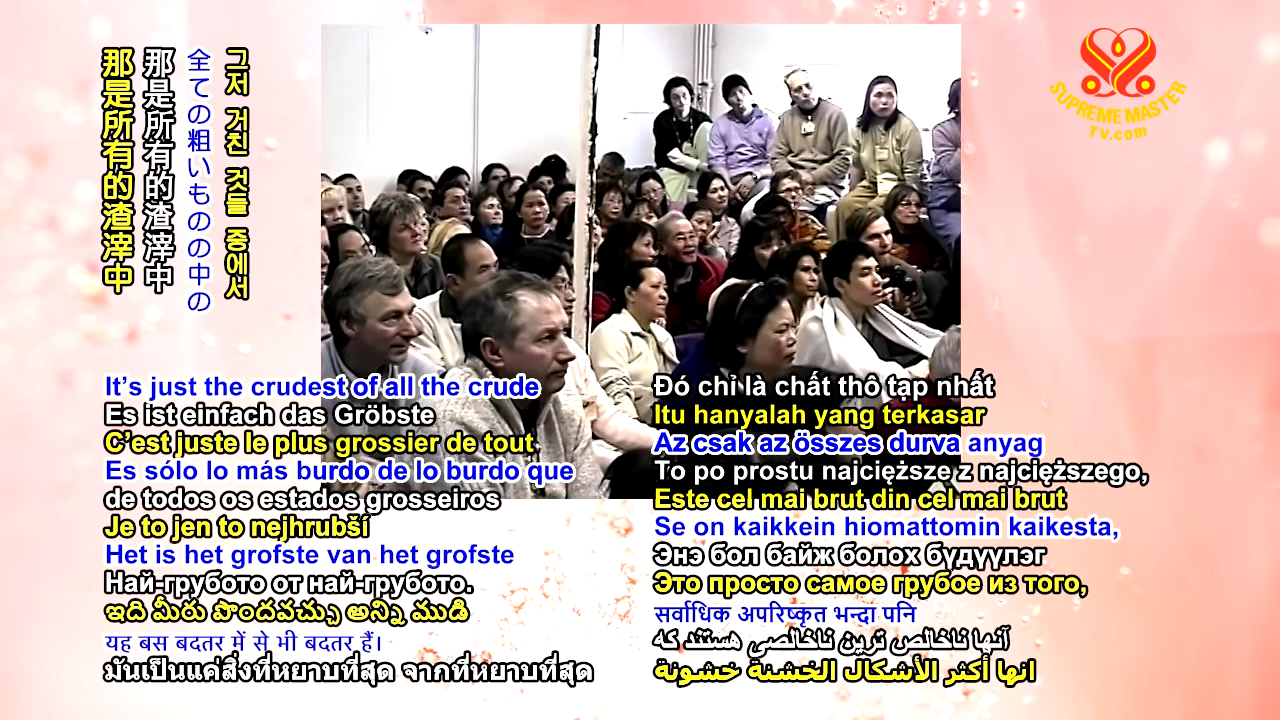 그저 거친 것들 중에서
全ての粗いものの中の
那是所有的渣滓中
那是所有的渣滓中
SUPREME MASTER
TV.com
It's just the crudest of all the crude
Es ist einfach das Gröbste
C'est juste le plus grossier de tout
Es sólo lo más burdo de lo burdo que
de todos os estados grosseiros
Je to jen to nejhrubší
Het is het grofste van het grofste
Най-грубото от най-грубото.
ఇది మీరు పొందవచ్చు అన్ని ముడి
यह बस बदतर में से भी बदतर हैं।
มันเป็นแค่สิ่งที่หยาบที่สุด จากที่หยาบที่สุด
Đó chỉ là chất thô tạp nhất
Itu hanyalah yang terkasar
Az csak az összes durva anyag
To po prostu najcięższe z najcięższego,
Este cel mai brut din cel mai brut
Se on kaikkein hiomattomin kaikesta,
Энэ бол байж болох бүдүүлэг
Это просто самое грубое из того,
सर्वाधिक अपरिष्कृत भन्दा पनि
آنها ناخالص ترین ناخالصی هستند که
انها أكثر الأشكال الخشنة خشونة